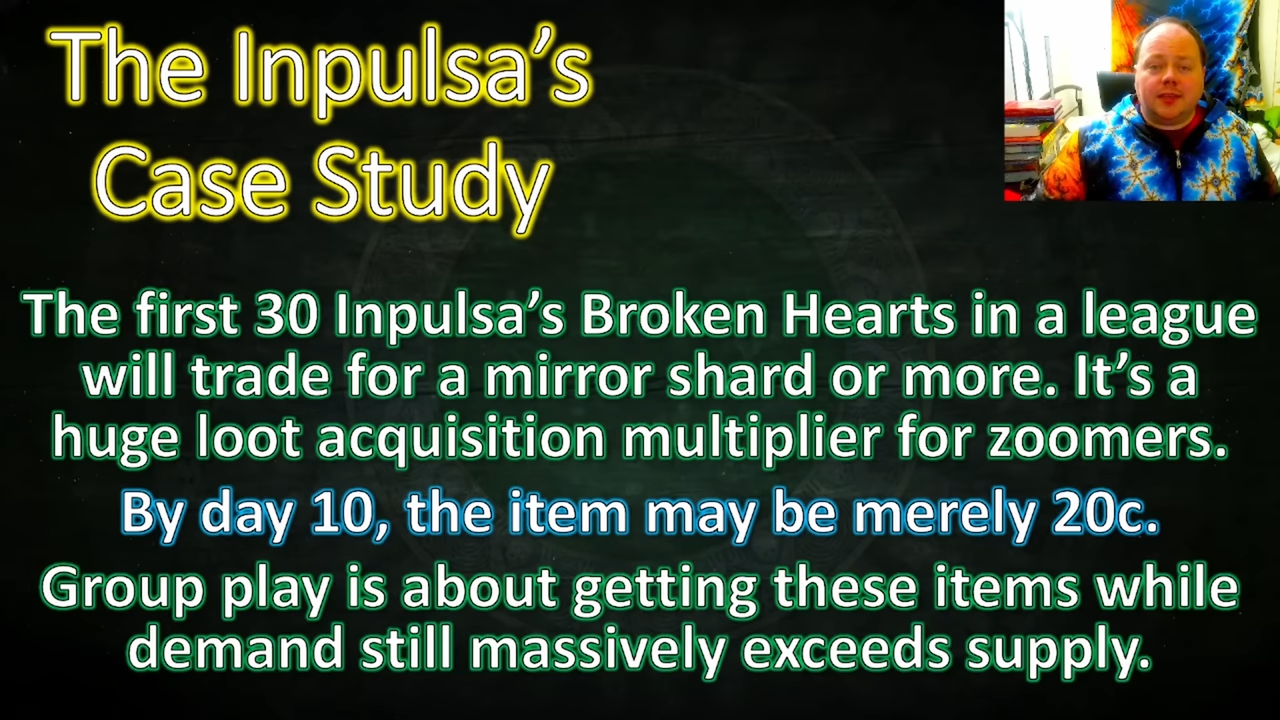 The Inpulsa’s
Case Study
The first 30 Inpulsa’s Broken Hearts in a league
will trade for a mirror shard or more. It’s a
huge loot acquisition multiplier for zoomers.
By day 10, the item may be merely 20c.
Group play is about getting these items while
demand still massively exceeds supply.